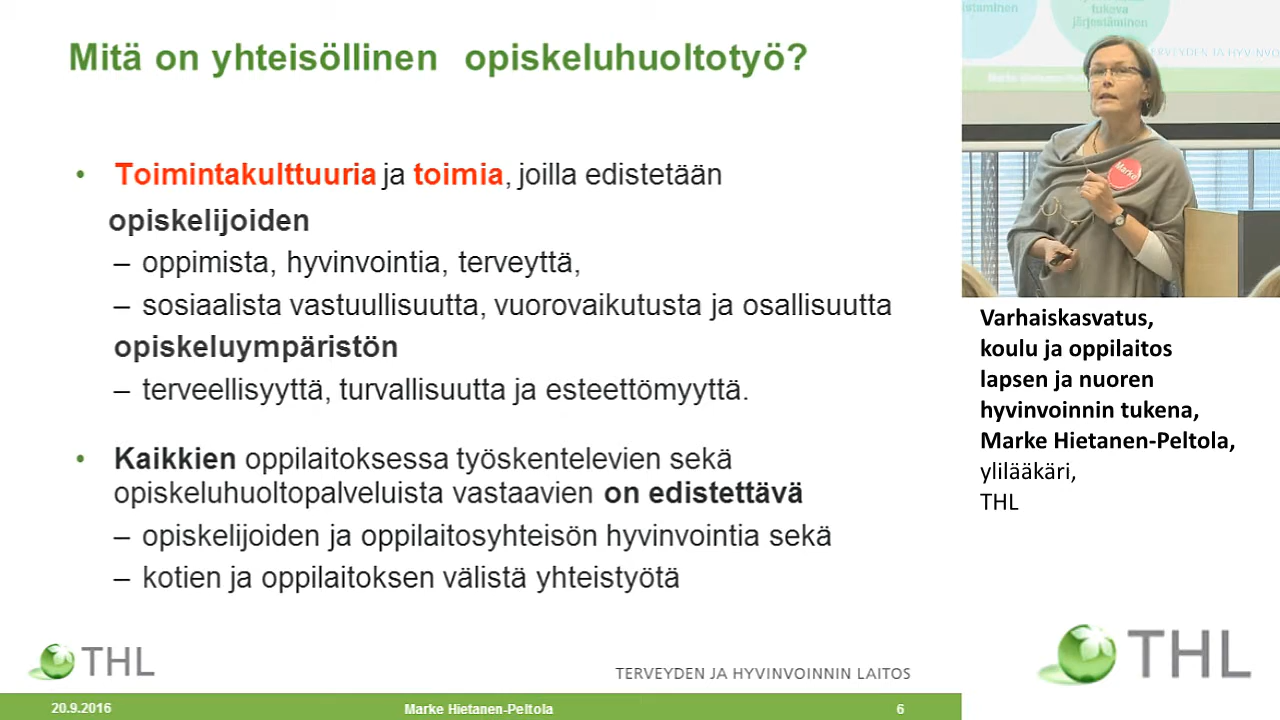 Mitä on yhteisöllinen opiskeluhuoltotyö?
• Toimintakulttuuria ja toimia, joilla edistetään
opiskelijoiden
– oppimista, hyvinvointia, terveyttä,
– sosiaalista vastuullisuutta, vuorovaikutusta ja osallisuutta
opiskeluympäristön
– terveellisyyttä, turvallisuutta ja esteettömyyttä.
• Kaikkien oppilaitoksessa työskentelevien sekä
opiskeluhuoltopalveluista vastaavien on edistettävä
– opiskelijoiden ja oppilaitosyhteisön hyvinvointia sekä
– kotien ja oppilaitoksen välistä yhteistyötä
THL
TERVEYDEN JA HYVINVOINNIN LAITOS
20.9.2016
Marke Hietanen-Peltola
6
tukeva
järjestäminen
Marke
Varhaiskasvatus,
koulu ja oppilaitos
lapsen ja nuoren
hyvinvoinnin tukena,
Marke Hietanen-Peltola,
ylilääkäri,
THL
THL